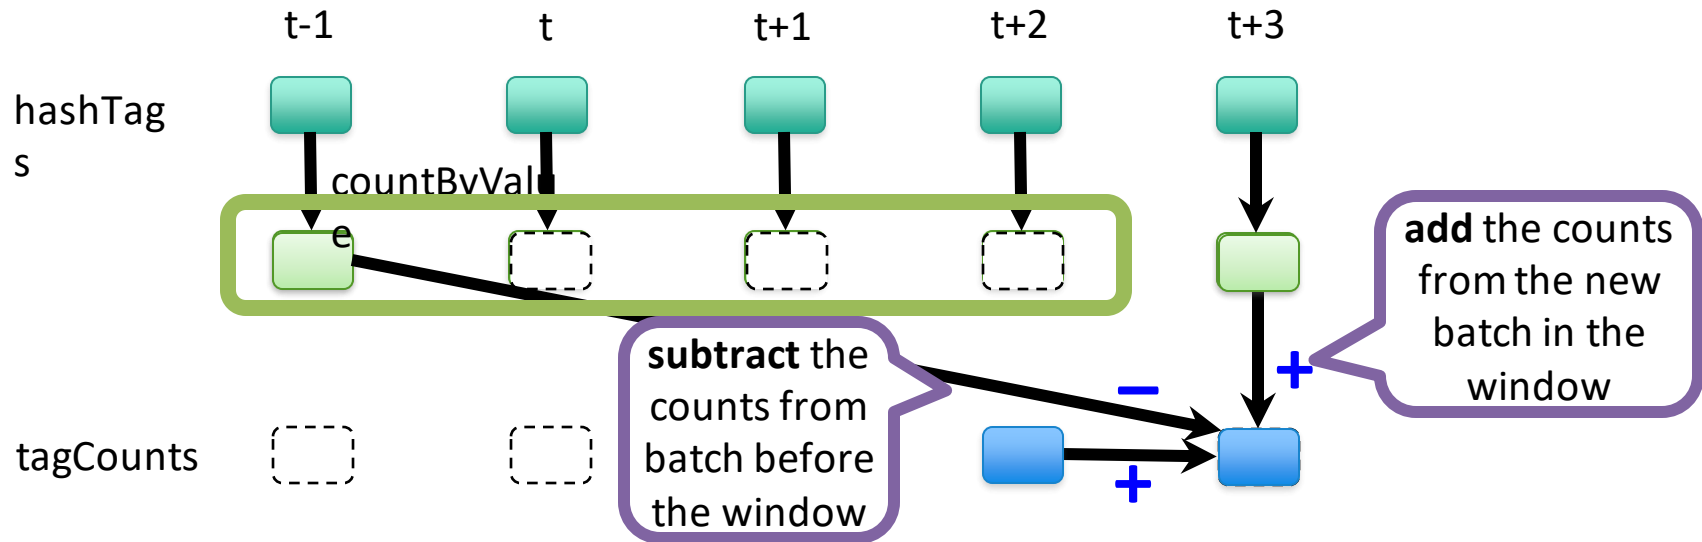 t-1
t
t+1
t+2
t+3
hashTag
s
countByValu
e
add the counts
from the new
batch in the
window
+
subtract the
counts from
batch before
the window
−
tagCounts
+